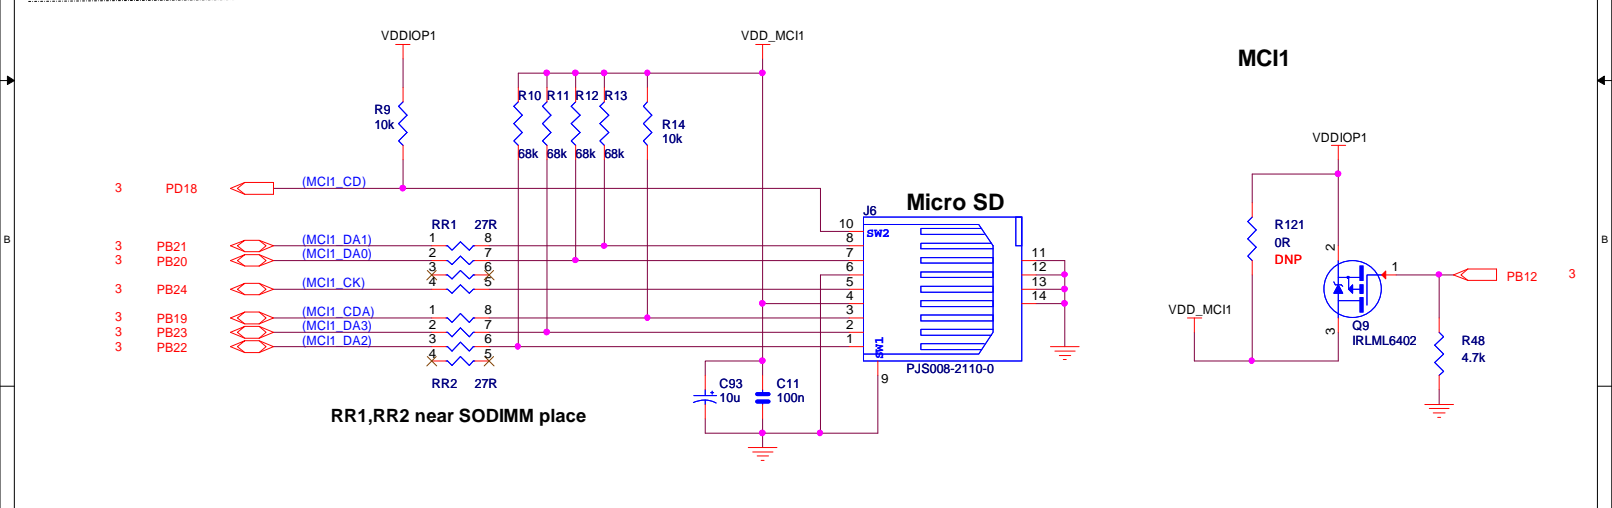 VDDIOP1
VDD_MCI1
MCI1
R9
10k
R10 R11 R12 R13
68k 68k 68k 68k
R14
10k
VDDIOP1
3 PD18 (MCI1_CD)
Micro SD
J6
RR1 27R
3 PB21 (MCI1_DA1) 1 8
3 PB20 (MCI1_DA0) 2 7
3 6
3 PB24 (MCI1_CK) 4 5
3 PB19 (MCI1_CDA) 1 8
3 PB23 (MCI1_DA3) 2 7
3 PB22 (MCI1_DA2) 3 6
4 5
RR2 27R
10
8
7
6
5
4
3
2
1
SW2
SW1
9
11
12
13
14
PJS008-2110-0
C93
10u
C11
100n
RR1,RR2 near SODIMM place
R121
0R
DNP
2
1
3
PB12 3
VDD_MCI1
Q9
IRLML6402
R48
4.7k
B
B